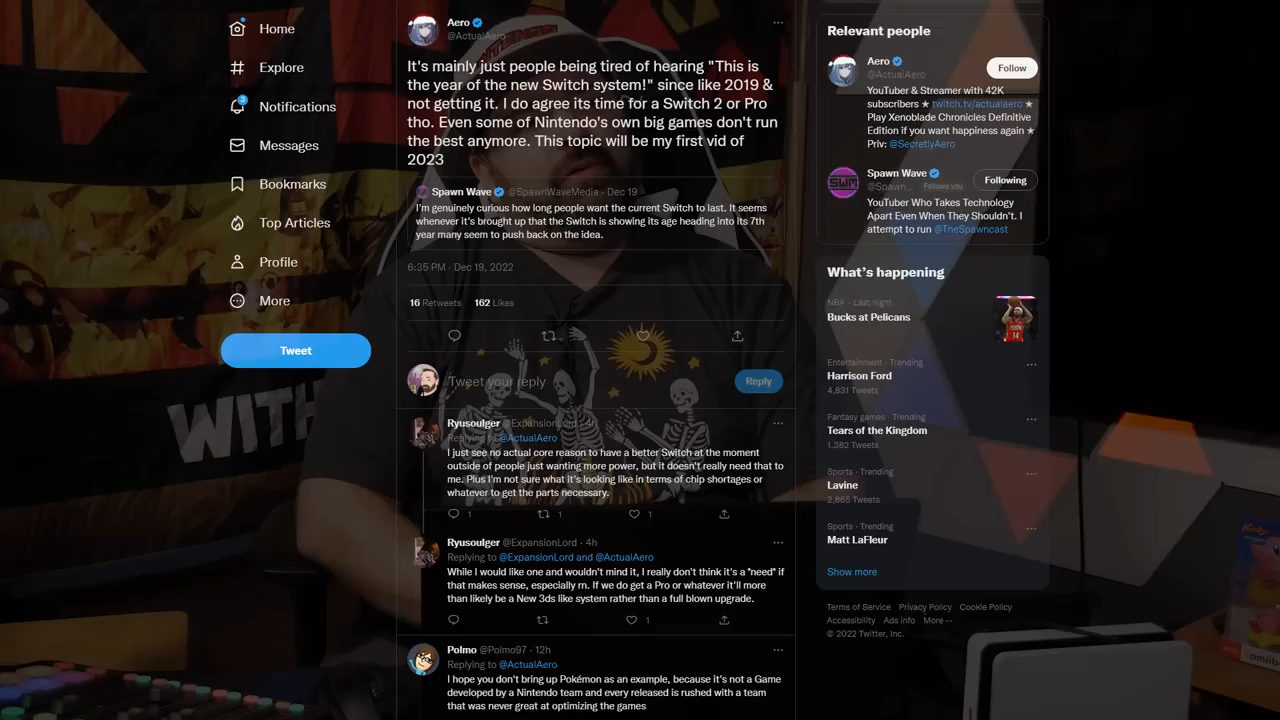 Home
Explore
3
Notifications
Messages
Bookmarks
Top Articles
Profile
More
Tweet
Aero
@ActualAero
It's mainly just people being tired of hearing "This is
the year of the new Switch system!" since like 2019 &
not getting it. I do agree its time for a Switch 2 or Pro
tho. Even some of Nintendo's own big games don't run
the best anymore. This topic will be my first vid of
2023
Spawn Wave @SpawnWaveMedia · Dec 19
I'm genuinely curious how long people want the current Switch to last. It seems
whenever it's brought up that the Switch is showing its age heading into its 7th
year many seem to push back on the idea.
6:35 PM · Dec 19, 2022
16 Retweets 162 Likes
Tweet your reply
Reply
Ryusoulger @ExpansionLord · 4h
Replying to @ActualAero
I just see no actual core reason to have a better Switch at the moment
outside of people just wanting more power, but it doesn't really need that to
me. Plus I'm not sure what it's looking like in terms of chip shortages or
whatever to get the parts necessary.
1 1 1
Ryusoulger @ExpansionLord · 4h
Replying to @ExpansionLord and @ActualAero
While I would like one and wouldn't mind it, I really don't think it's a "need" if
that makes sense, especially rn. If we do get a Pro or whatever it'll more
than likely be a New 3ds like system rather than a full blown upgrade.
1
Polmo @Polmo97 · 12h
Replying to @ActualAero
I hope you don't bring up Pokémon as an example, because it's not a Game
developed by a Nintendo team and every released is rushed with a team
that was never great at optimizing the games
Relevant people
Aero
@ActualAero
Follow
YouTuber & Streamer with 42K
subscribers ★ twitch.tv/actualaero ★
Play Xenoblade Chronicles Definitive
Edition if you want happiness again ★
Priv: @SecretlyAero
Spawn Wave
@Spawn... Follows you
Following
YouTuber Who Takes Technology
Apart Even When They Shouldn't. I
attempt to run @TheSpawncast
What's happening
NBA · Last night
Bucks at Pelicans
Entertainment · Trending
Harrison Ford
4,831 Tweets
Fantasy games · Trending
Tears of the Kingdom
1,382 Tweets
Sports · Trending
Lavine
2,865 Tweets
Sports · Trending
Matt LaFleur
Show more
Terms of Service Privacy Policy Cookie Policy
Accessibility Ads info More ···
© 2022 Twitter, Inc.
WITH
amiibo